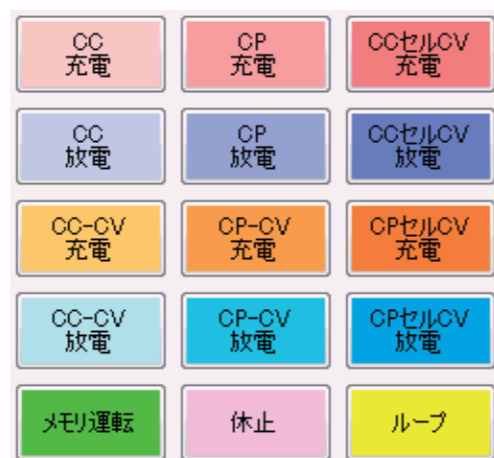 CC
充電
CP
充電
CCセルCV
充電
CC
放電
CP
放電
CCセルCV
放電
CC-CV
充電
CP-CV
充電
CPセルCV
充電
CC-CV
放電
CP-CV
放電
CPセルCV
放電
メモリ運転
休止
ループ